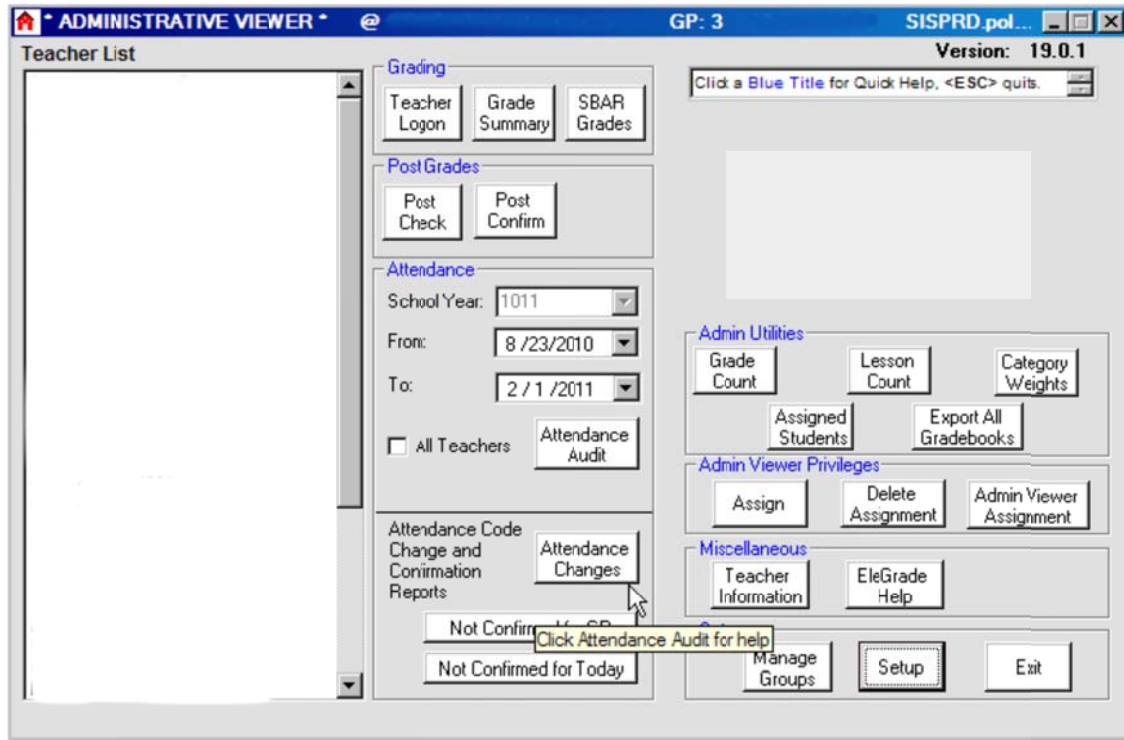 * ADMINISTRATIVE VIEWER * @ GP: 3 SISPRD.pol...
Version: 19.0.1
Teacher List
Click a Blue Title for Quick Help, <ESC> quits.
Grading
Teacher
Logon
Grade
Summary
SBAR
Grades
Post Grades
Post
Check
Post
Confirm
Attendance
School Year: 1011
From: 8 /23/2010
To: 2 / 1 /2011
All Teachers
Attendance
Audit
Attendance Code
Change and
Confirmation
Reports
Attendance
Changes
Not Confirmed for
Click Attendance Audit for help
Not Confirmed for Today
Admin Utilities
Grade
Count
Lesson
Count
Category
Weights
Assigned
Students
Export All
Gradebooks
Admin Viewer Privileges
Assign
Delete
Assignment
Admin Viewer
Assignment
Miscellaneous
Teacher
Information
EleGrade
Help
Manage
Groups
Setup
Exit